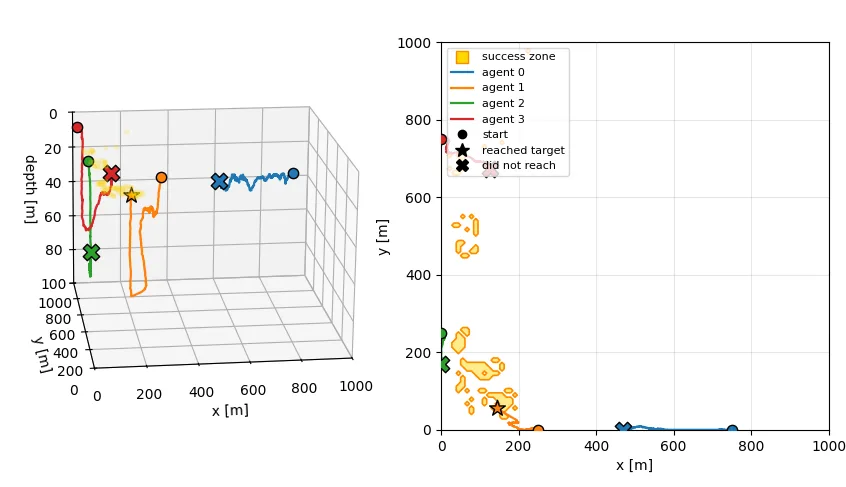 0
20
40
60
80
100
depth [m]
1000
800
600
400
200
0
y [m]
0
200
400
600
800
1000
x [m]
1000
800
600
400
200
0
y [m]
success zone
agent 0
agent 1
agent 2
agent 3
start
reached target
did not reach
0
200
400
600
800
1000
x [m]